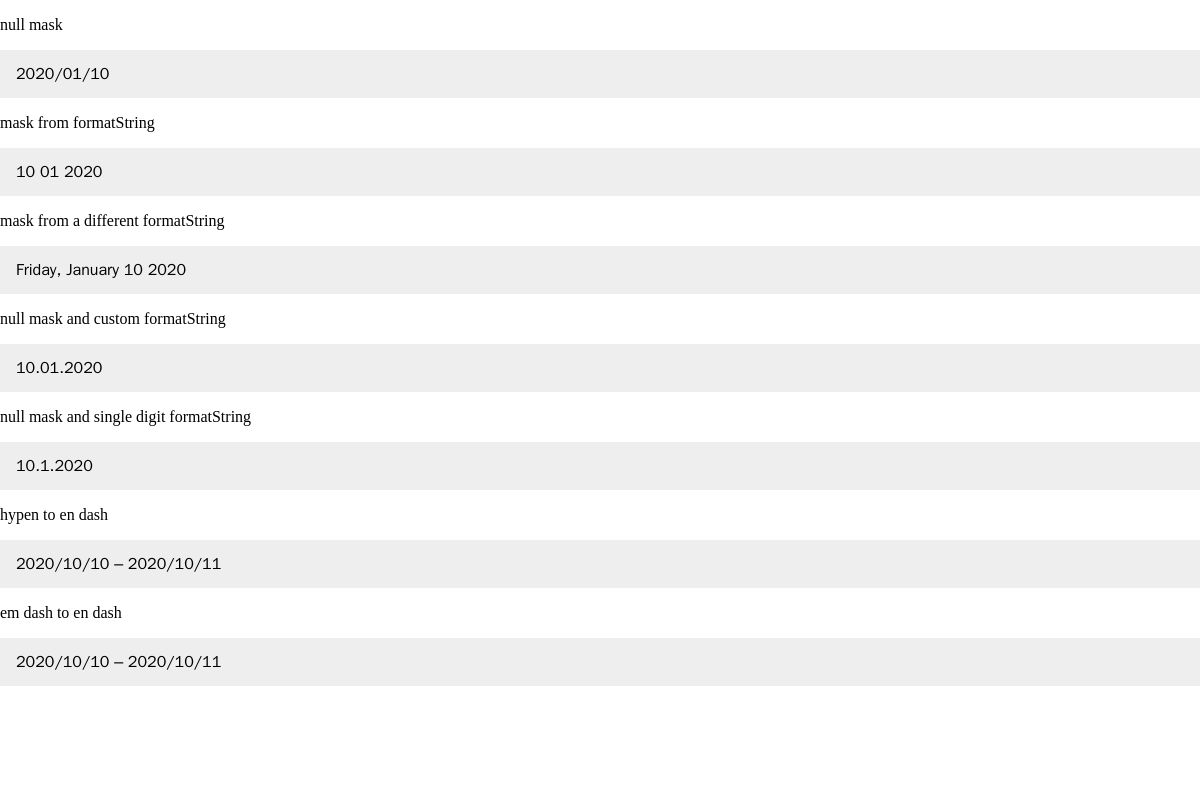 null mask
2020/01/10
mask from formatString
10 01 2020
mask from a different formatString
Friday, January 10 2020
null mask and custom formatString
10.01.2020
null mask and single digit formatString
10.1.2020
hypen to en dash
2020/10/10 – 2020/10/11
em dash to en dash
2020/10/10 – 2020/10/11